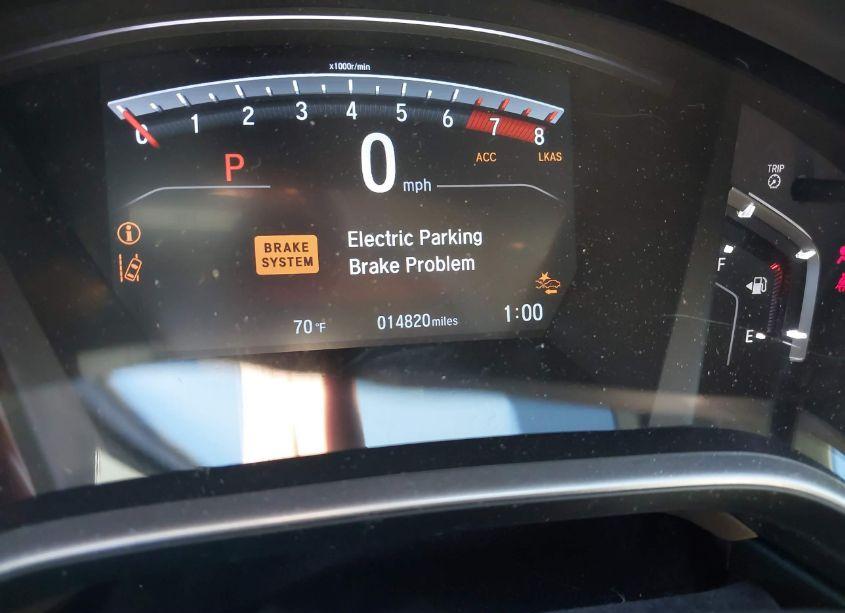 x1000r/min
0 1 2 3 4 5 6 7 8
P
0 mph
ACC LKAS
TRIP
BRAKE
SYSTEM
Electric Parking
Brake Problem
F
E
70 °F
014820 miles
1:00